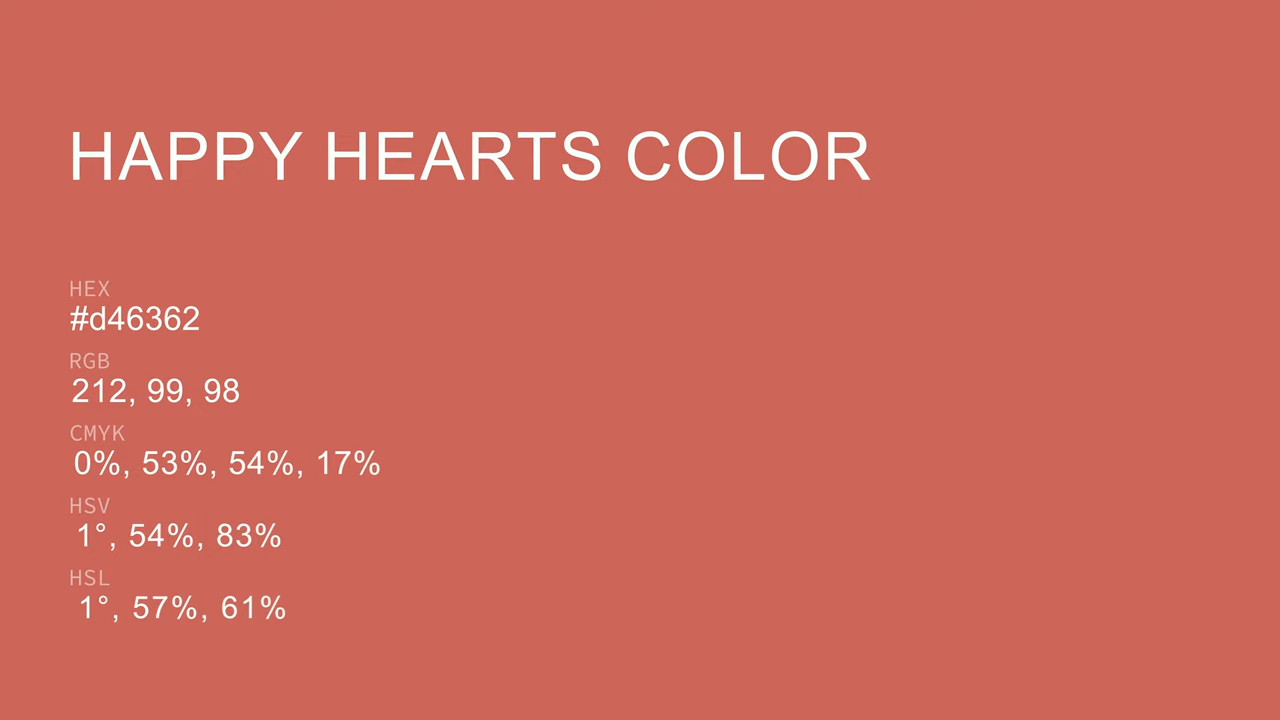 HAPPY HEARTS COLOR
HEX
#d46362
RGB
212, 99, 98
CMYK
0%, 53%, 54%, 17%
HSV
1°, 54%, 83%
HSL
1°, 57%, 61%